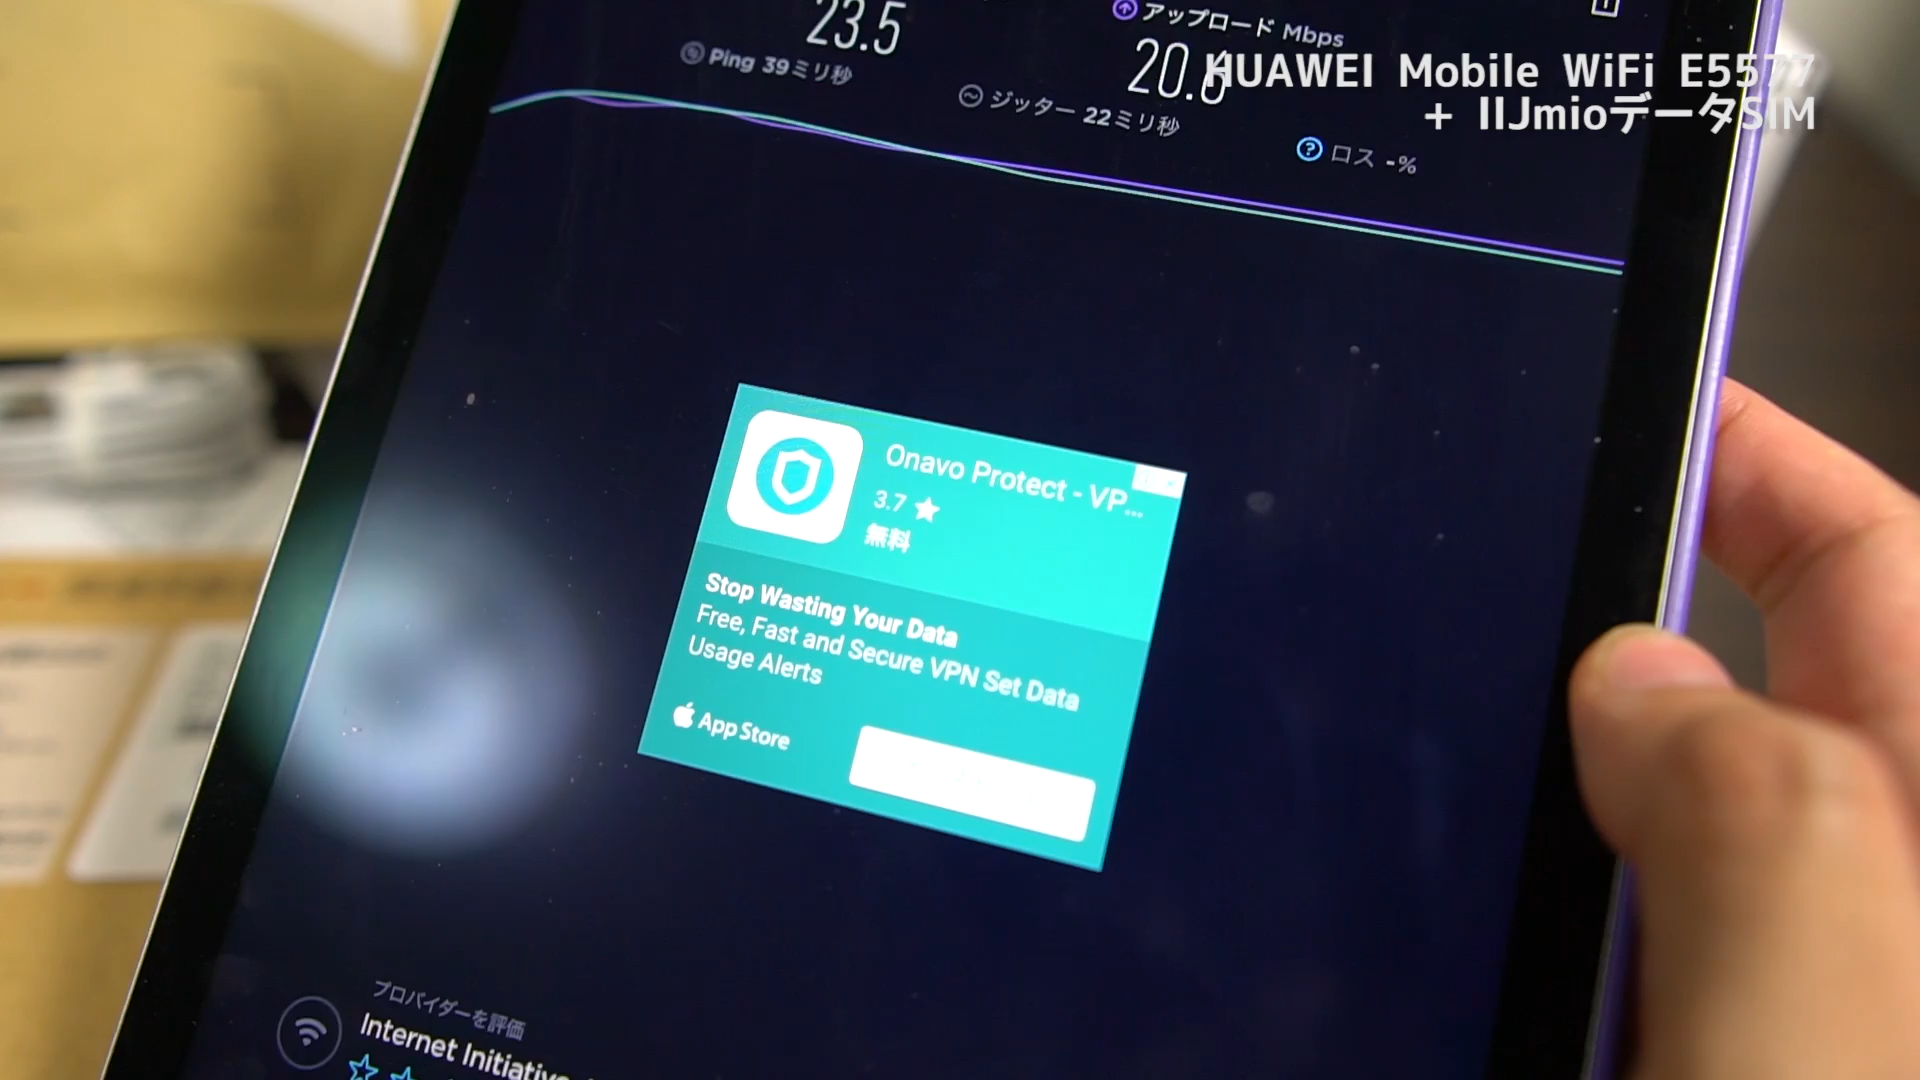 アップロード Mbps
23.5
20.6
Ping 39ミリ秒
ジッター 22ミリ秒
ロス -%
HUAWEI Mobile WiFi E5577
+ IIJmioデータSIM
Onavo Protect - VP...
3.7 ★
無料
Stop Wasting Your Data
Free, Fast and Secure VPN Set Data
Usage Alerts
App Store
プロバイダーを評価
Internet Initiative